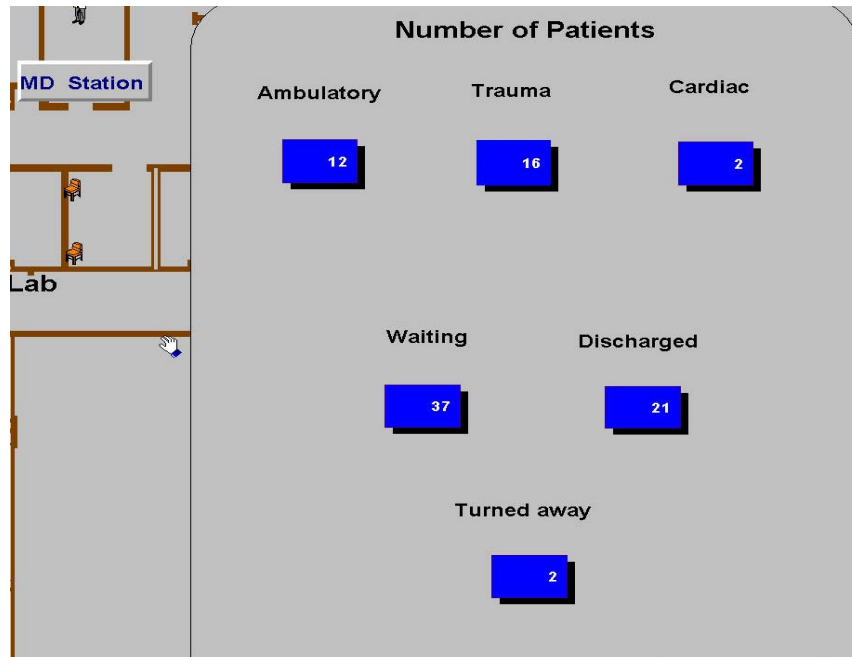 Number of Patients
MD Station
Ambulatory Trauma Cardiac
12 16 2
Lab
Waiting Discharged
37 21
Turned away
2